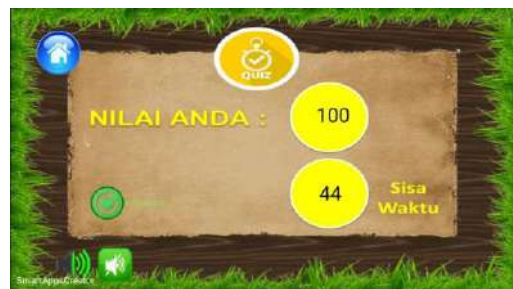 QUIZ
NILAI ANDA :
100
44
Sisa
Waktu
SmartAppsCreator